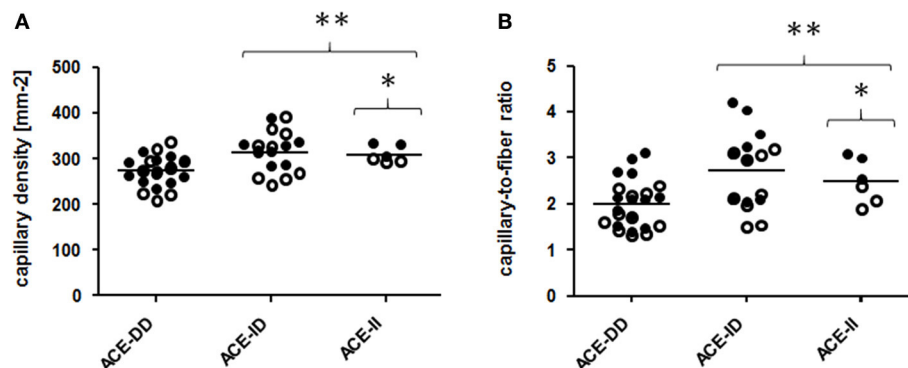 A
**
*
capillary density [mm-2]
500
400
300
200
100
0
ACE-DD
ACE-ID
ACE-II
B
**
*
capillary-to-fiber ratio
5
4
3
2
1
0
ACE-DD
ACE-ID
ACE-II